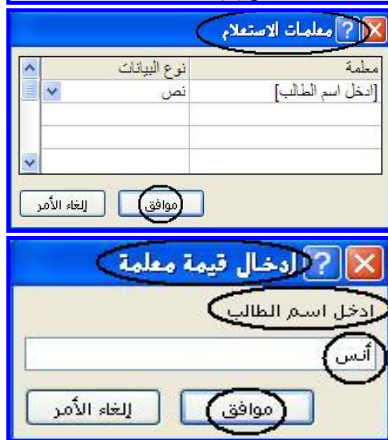 معلمات الاستعلام
معلمة نوع البيانات
[ادخل اسم الطالب] نص
موافق إلغاء الأمر
إدخال قيمة معلمة
ادخل اسم الطالب
أنس
موافق إلغاء الأمر